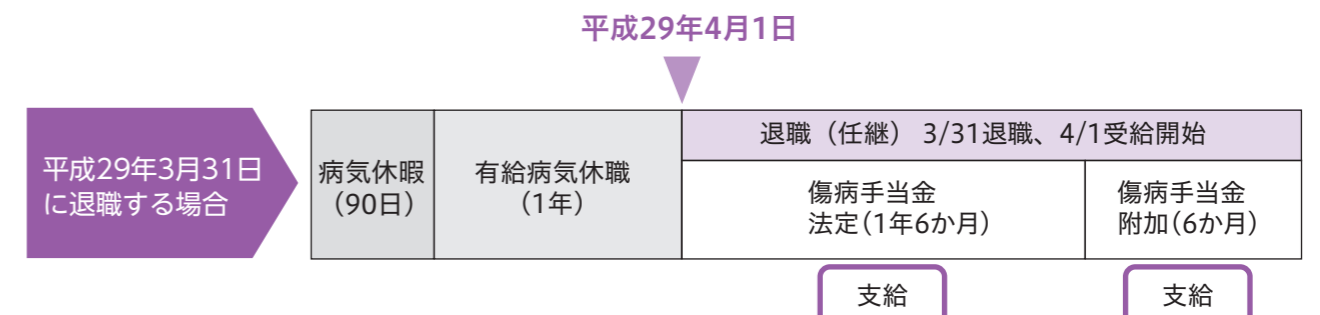 平成29年4月1日
平成29年3月31日
に退職する場合
病気休暇
（90日）
有給病気休職
（1年）
退職（任継） 3/31退職、4/1受給開始
傷病手当金
法定（1年6か月）
傷病手当金
附加（6か月）
支給
支給